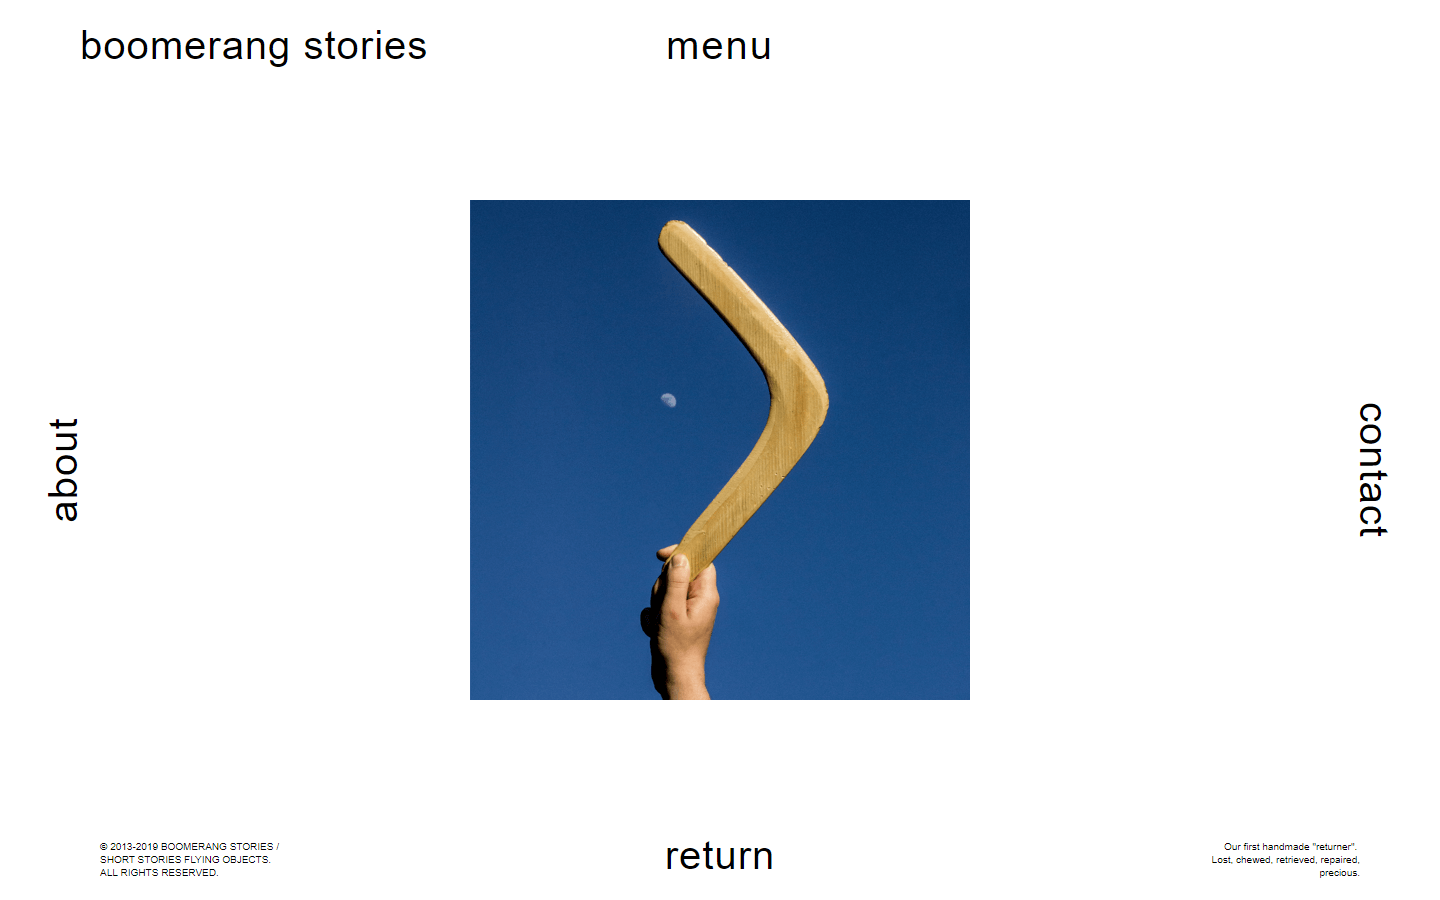 boomerang stories
menu
about
contact
© 2013-2019 BOOMERANG STORIES /
SHORT STORIES FLYING OBJECTS.
ALL RIGHTS RESERVED.
return
Our first handmade "returner".
Lost, chewed, retrieved, repaired,
precious.